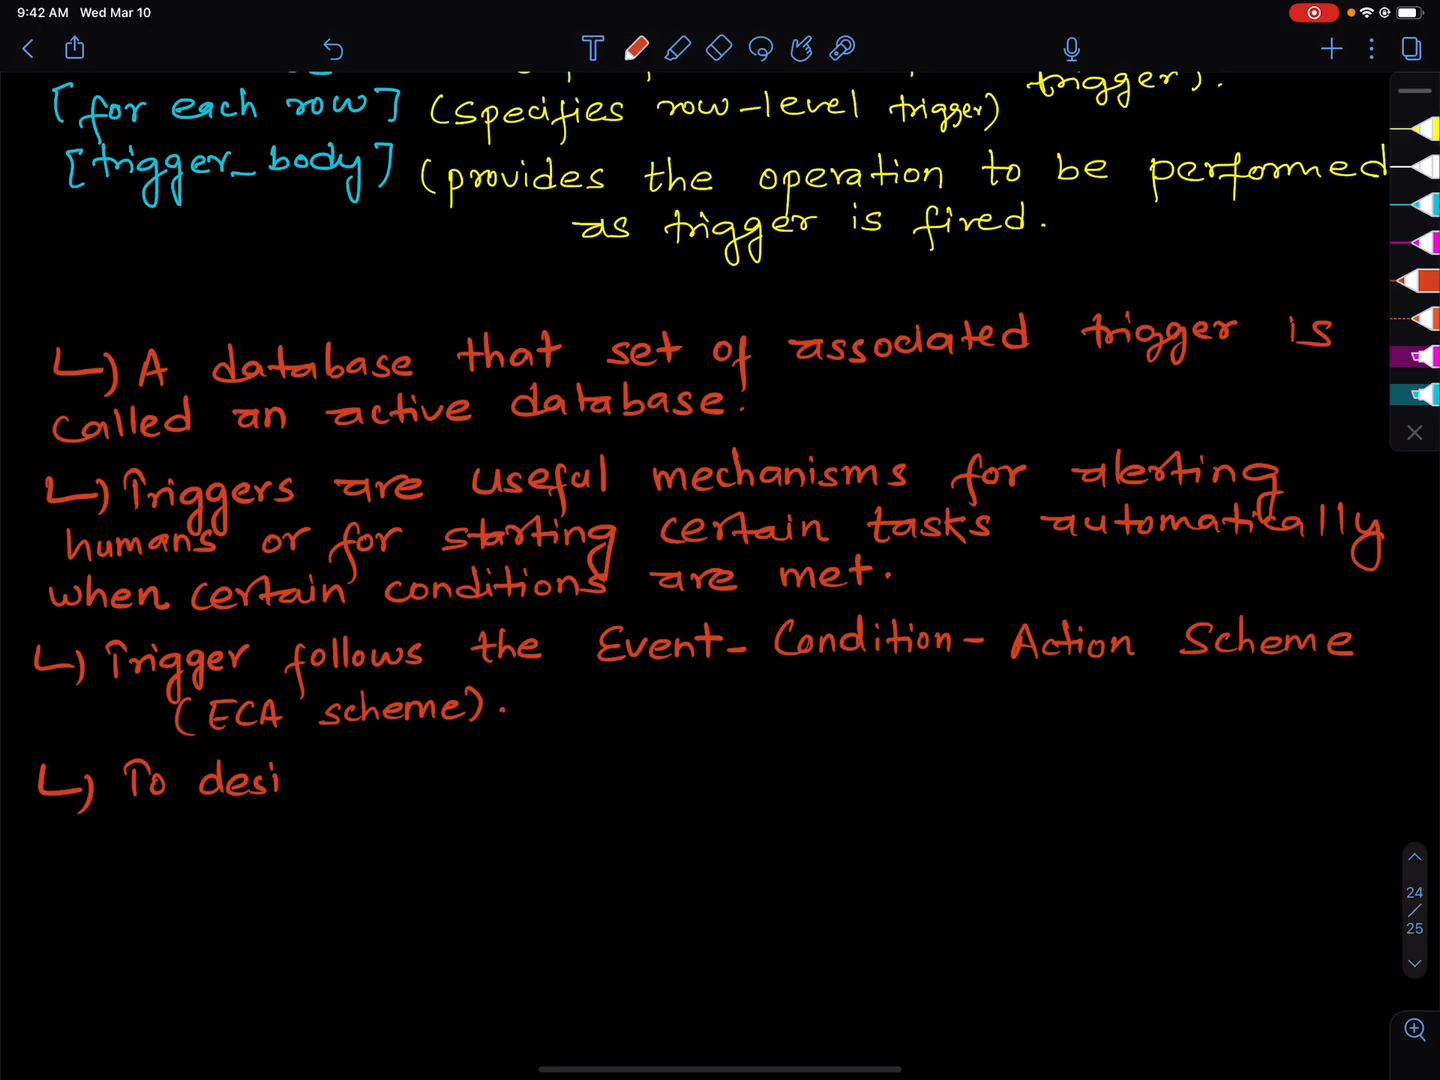 9:42 AM Wed Mar 10
trigger).
[for each row] (specifies row-level trigger)
[trigger_body] (provides the operation to be performed
as trigger is fired.
A database that set of associated trigger is
called an active database.
Triggers are useful mechanisms for alerting
humans or for starting certain tasks automatically
when certain conditions are met.
Trigger follows the Event-Condition-Action Scheme
(ECA scheme).
To desi
24
/
25